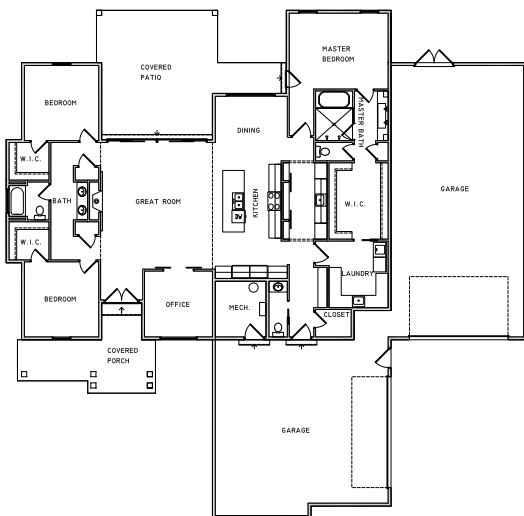 MASTER
BEDROOM
COVERED
PATIO
BEDROOM
DINING
MASTER BATH
W.I.C.
GARAGE
BATH
GREAT ROOM
KITCHEN
DW
W.I.C.
W.I.C.
BEDROOM
LAUNDRY
OFFICE
MECH.
CLOSET
COVERED
PORCH
GARAGE